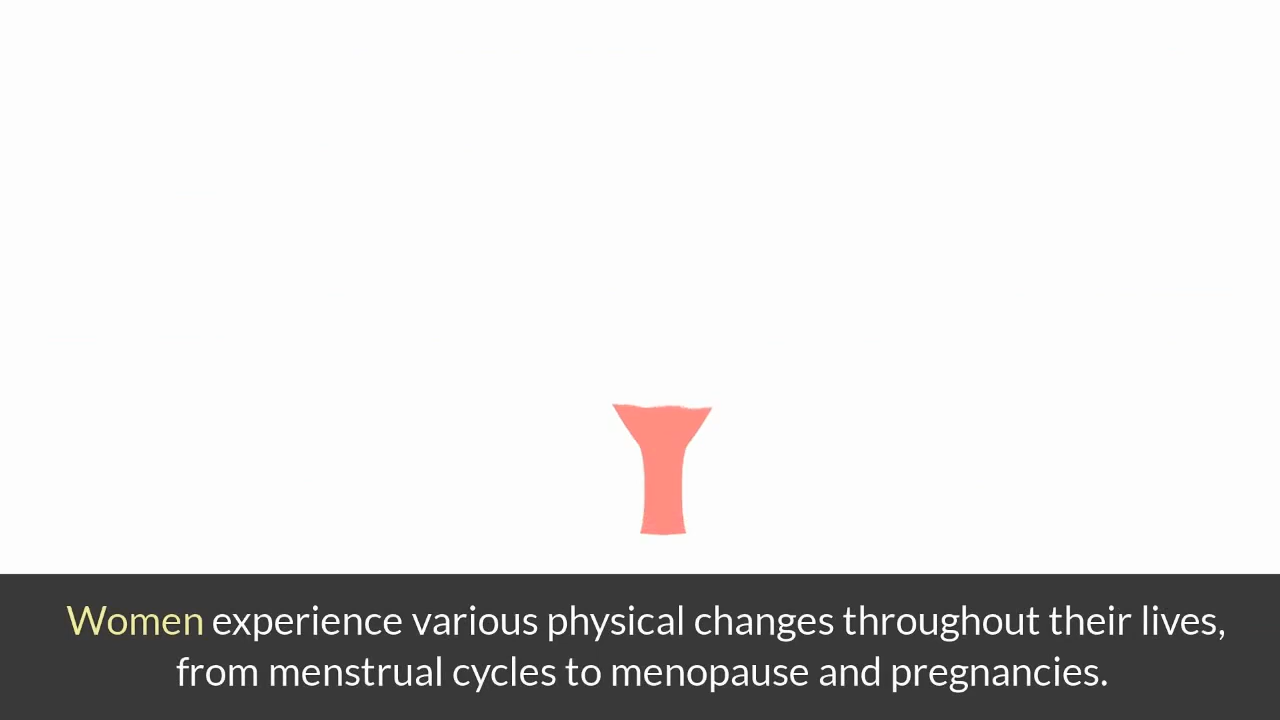 Women experience various physical changes throughout their lives,
from menstrual cycles to menopause and pregnancies.